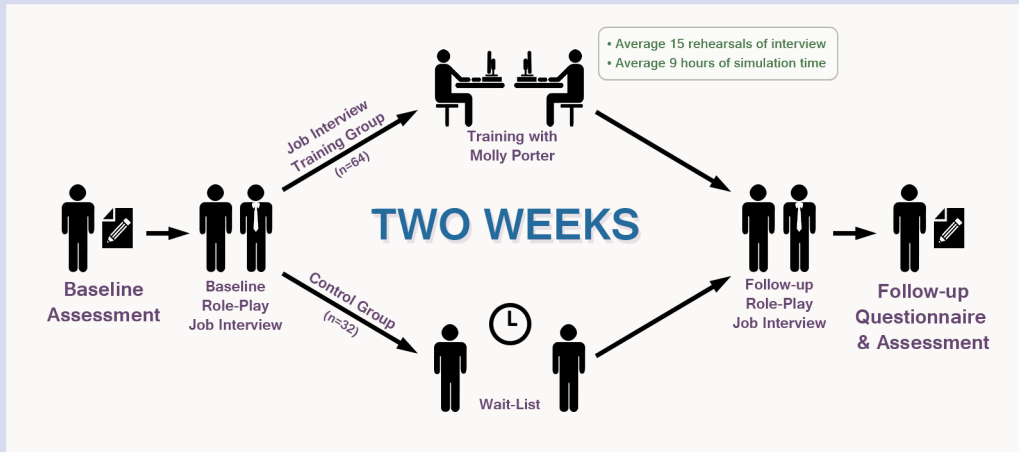 Baseline
Assessment
Baseline
Role-Play
Job Interview
Job Interview
Training Group
(n=64)
Training with
Molly Porter
• Average 15 rehearsals of interview
• Average 9 hours of simulation time
TWO WEEKS
Control Group
(n=32)
Wait-List
Follow-up
Role-Play
Job Interview
Follow-up
Questionnaire
& Assessment